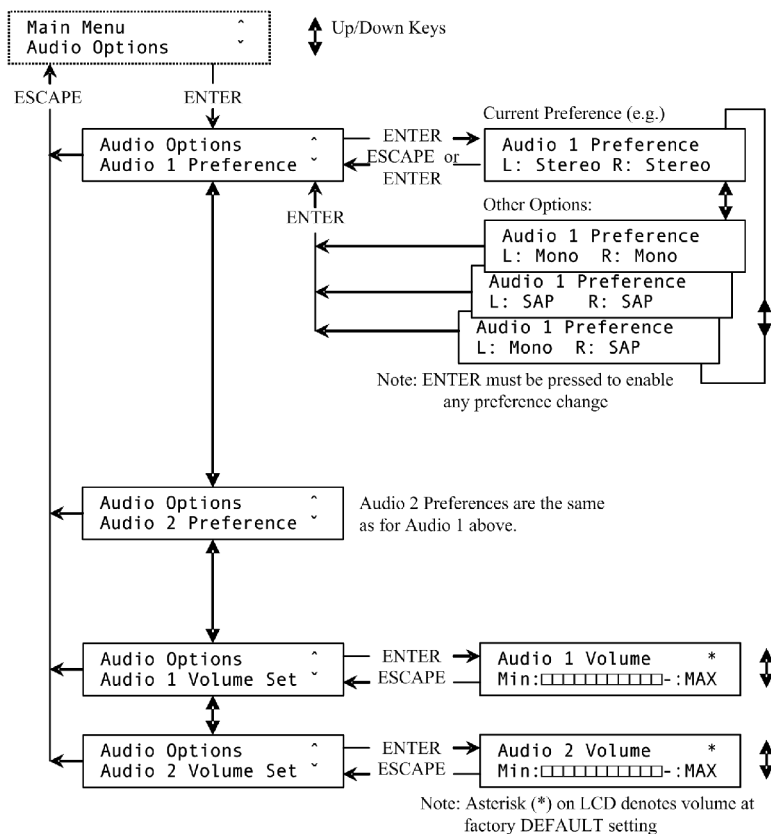 Main Menu ˆ
Audio Options ˇ
Up/Down Keys
ESCAPE
ENTER
Audio Options ˆ
Audio 1 Preference ˇ
ENTER
ESCAPE or
ENTER
Current Preference (e.g.)
Audio 1 Preference
L: Stereo R: Stereo
ENTER
Other Options:
Audio 1 Preference
L: Mono R: Mono
Audio 1 Preference
L: SAP R: SAP
Audio 1 Preference
L: Mono R: SAP
Note: ENTER must be pressed to enable
any preference change
Audio Options ˆ
Audio 2 Preference ˇ
Audio 2 Preferences are the same
as for Audio 1 above.
Audio Options ˆ
Audio 1 Volume Set ˇ
ENTER
ESCAPE
Audio 1 Volume *
Min:□□□□□□□□□□□-:MAX
Audio Options ˆ
Audio 2 Volume Set ˇ
ENTER
ESCAPE
Audio 2 Volume *
Min:□□□□□□□□□□□-:MAX
Note: Asterisk (*) on LCD denotes volume at
factory DEFAULT setting